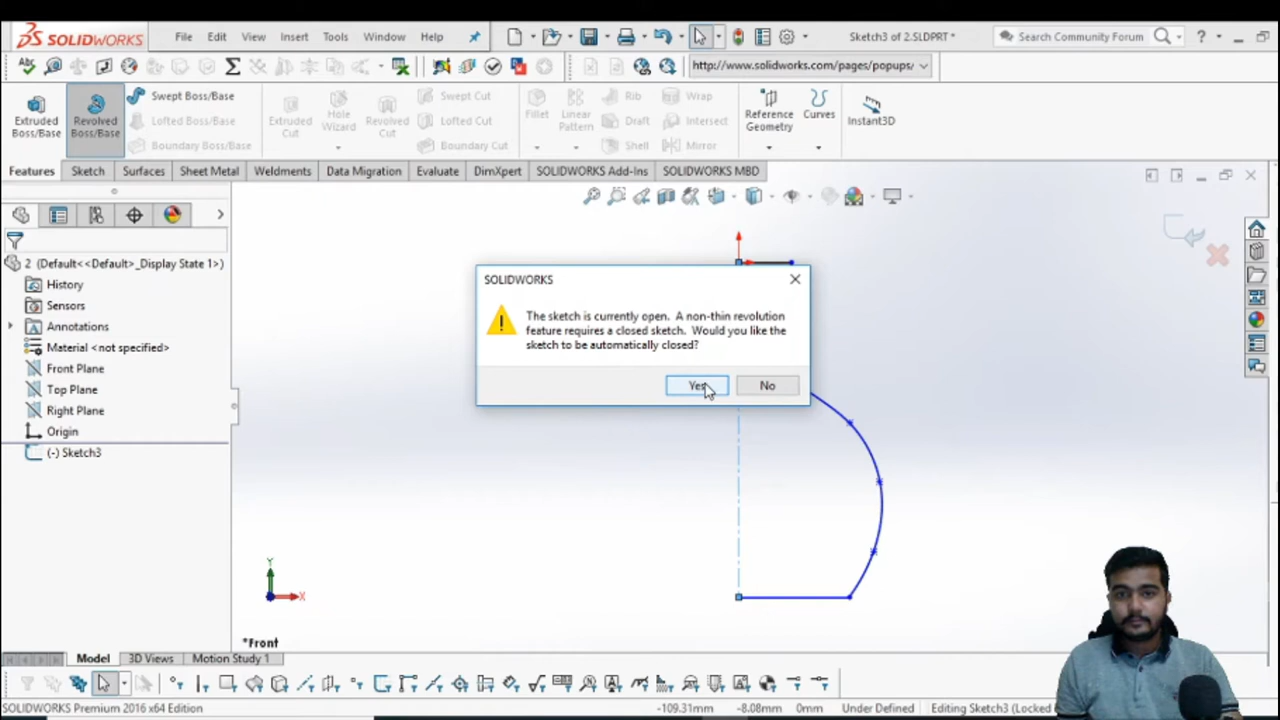 SOLIDWORKS File Edit View Insert Tools Window Help Sketch3 of 2.SLDPRT * Search Community Forum ?
http://www.solidworks.com/pages/popups/
Extruded Boss/Base
Revolved Boss/Base
Swept Boss/Base
Lofted Boss/Base
Boundary Boss/Base
Extruded Cut
Hole Wizard
Revolved Cut
Swept Cut
Lofted Cut
Boundary Cut
Fillet
Linear Pattern
Rib
Draft
Shell
Wrap
Intersect
Mirror
Reference Geometry
Curves
Instant3D
Features Sketch Surfaces Sheet Metal Weldments Data Migration Evaluate DimXpert SOLIDWORKS Add-Ins SOLIDWORKS MBD
2 (Default<<Default>_Display State 1>)
History
Sensors
Annotations
Material <not specified>
Front Plane
Top Plane
Right Plane
Origin
(-) Sketch3
SOLIDWORKS
The sketch is currently open. A non-thin revolution
feature requires a closed sketch. Would you like the
sketch to be automatically closed?
Yes No
Y
X
*Front
Model 3D Views Motion Study 1
SOLIDWORKS Premium 2016 x64 Edition -109.31mm -8.08mm 0mm Under Defined Editing Sketch3 (Locked